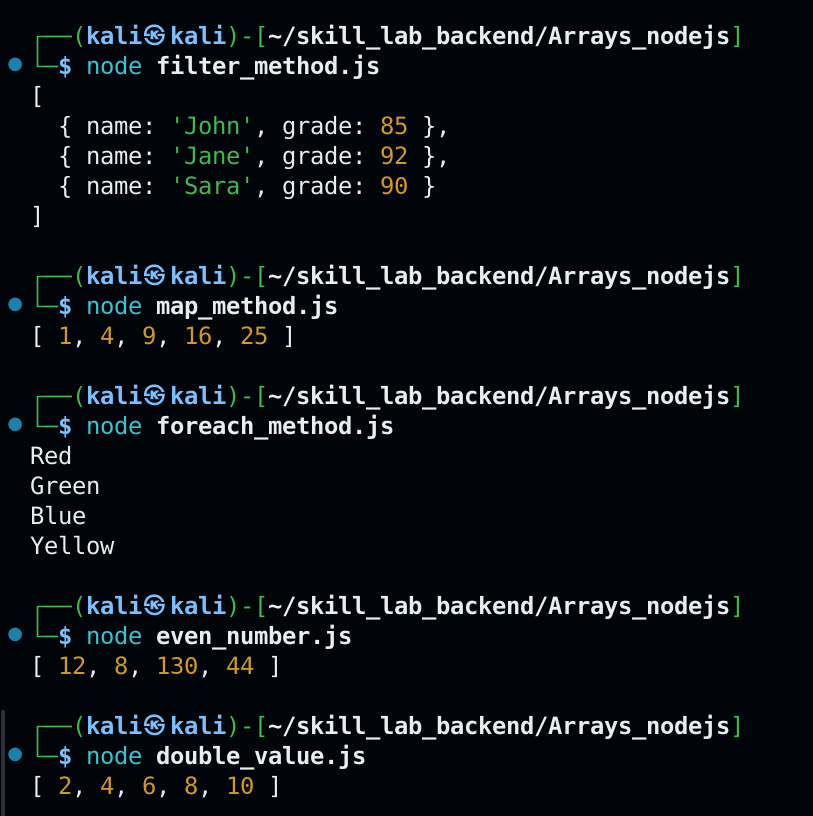 ┌──(kali㉿kali)-[~/skill_lab_backend/Arrays_nodejs]
└─$ node filter_method.js
[
  { name: 'John', grade: 85 },
  { name: 'Jane', grade: 92 },
  { name: 'Sara', grade: 90 }
]
┌──(kali㉿kali)-[~/skill_lab_backend/Arrays_nodejs]
└─$ node map_method.js
[ 1, 4, 9, 16, 25 ]
┌──(kali㉿kali)-[~/skill_lab_backend/Arrays_nodejs]
└─$ node foreach_method.js
Red
Green
Blue
Yellow
┌──(kali㉿kali)-[~/skill_lab_backend/Arrays_nodejs]
└─$ node even_number.js
[ 12, 8, 130, 44 ]
┌──(kali㉿kali)-[~/skill_lab_backend/Arrays_nodejs]
└─$ node double_value.js
[ 2, 4, 6, 8, 10 ]